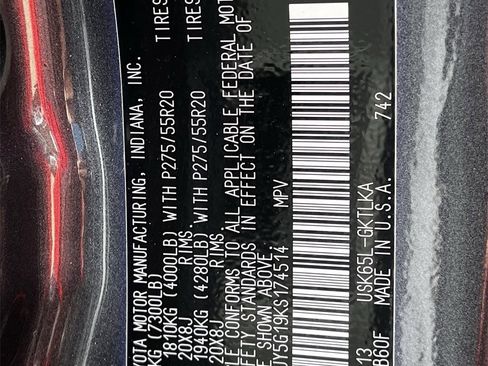 OYOTA MOTOR MANUFACTURING, INDIANA, INC.
KG (7300LB) TIRES
1810KG (4000LB) WITH P275/55R20
20X8J RIMS
1940KG (4280LB) WITH P275/55R20 TIRES
20X8J RIMS
LE CONFORMS TO ALL APPLICABLE FEDERAL MOT
FETY STANDARDS IN EFFECT ON THE DATE OF
E SHOWN ABOVE.
DY5G19KS174514 MPV
13 USK65L-GKTLKA
B60F MADE IN U.S.A. 742